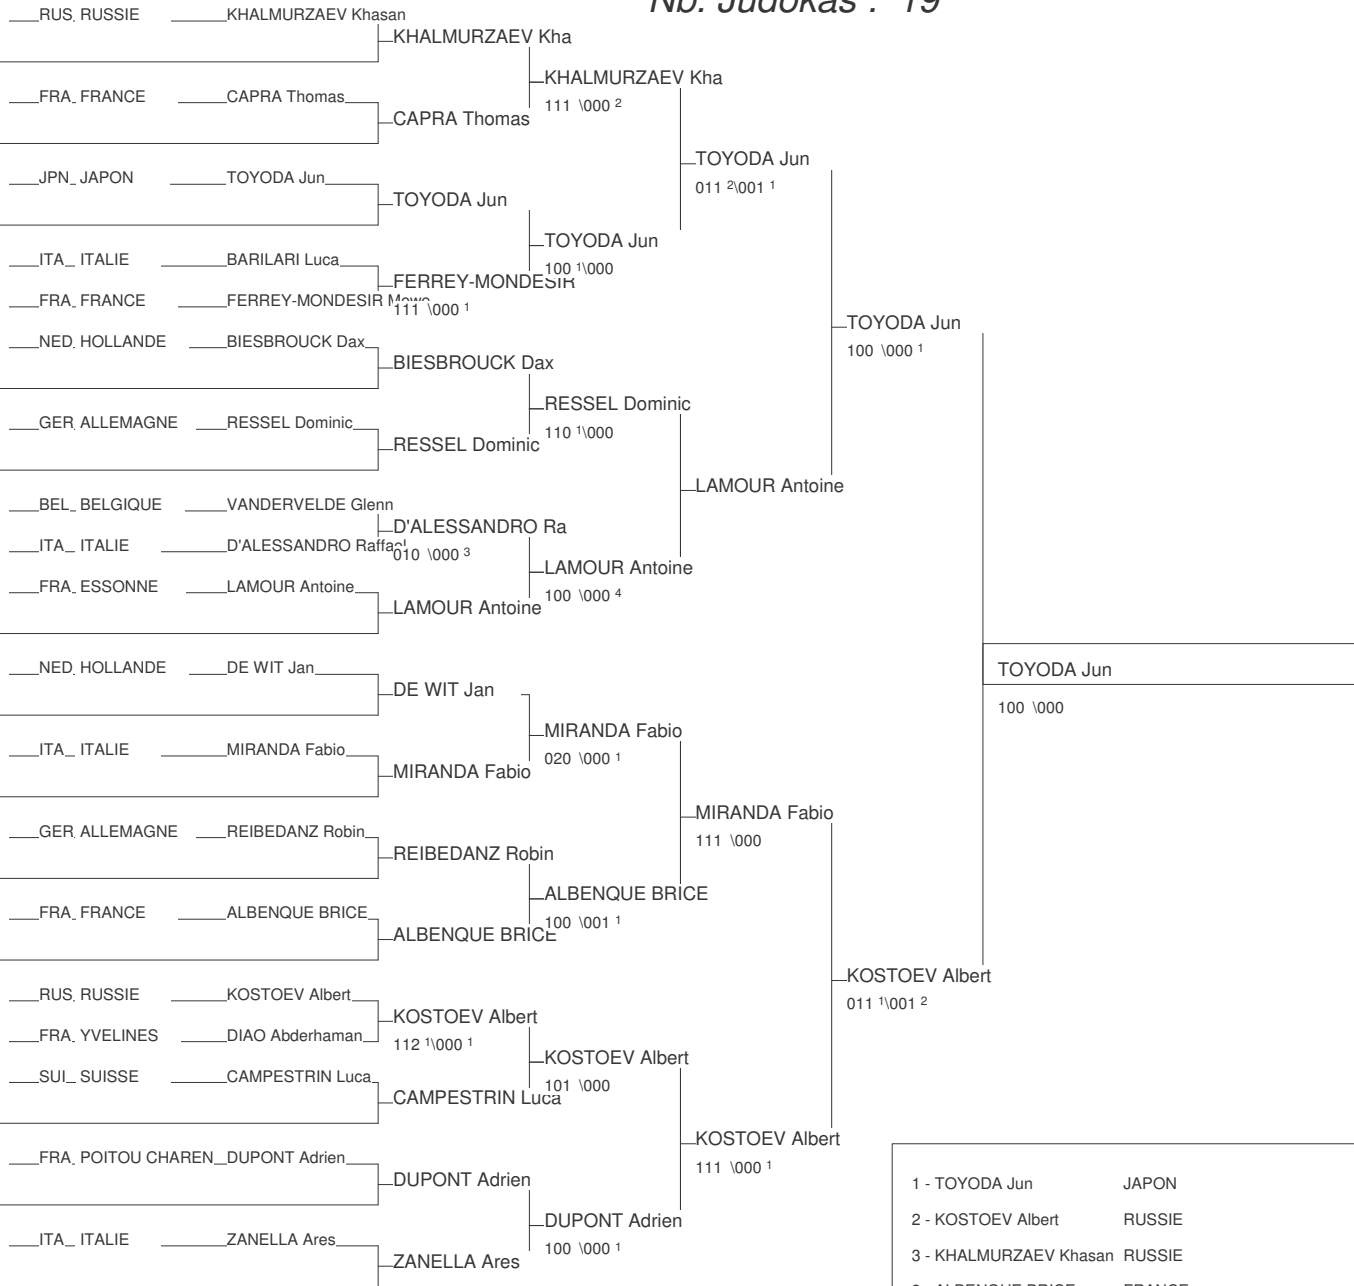 Nb. Judokas : 19
RUS RUSSIE KHALMURZAEV Khasan
KHALMURZAEV Kha
KHALMURZAEV Kha
FRA FRANCE CAPRA Thomas
111 \000 2
CAPRA Thomas
TOYODA Jun
JPN JAPON TOYODA Jun
011 2\001 1
TOYODA Jun
TOYODA Jun
ITA ITALIE BARILARI Luca
100 1\000
FERREY-MONDESIR
FRA FRANCE FERREY-MONDESIR
111 \000 1
TOYODA Jun
NED HOLLANDE BIESBROUCK Dax
100 \000 1
BIESBROUCK Dax
RESSEL Dominic
GER ALLEMAGNE RESSEL Dominic
110 1\000
RESSEL Dominic
LAMOUR Antoine
BEL BELGIQUE VANDERVELDE Glenn
D'ALESSANDRO Ra
ITA ITALIE D'ALESSANDRO Raffael
010 \000 3
LAMOUR Antoine
FRA ESSONNE LAMOUR Antoine
100 \000 4
LAMOUR Antoine
NED HOLLANDE DE WIT Jan
TOYODA Jun
DE WIT Jan
100 \000
MIRANDA Fabio
ITA ITALIE MIRANDA Fabio
020 \000 1
MIRANDA Fabio
MIRANDA Fabio
GER ALLEMAGNE REIBEDANZ Robin
111 \000
REIBEDANZ Robin
ALBENQUE BRICE
FRA FRANCE ALBENQUE BRICE
100 \001 1
ALBENQUE BRICE
KOSTOEV Albert
RUS RUSSIE KOSTOEV Albert
011 1\001 2
KOSTOEV Albert
FRA YVELINES DIAO Abderhaman
112 1\000 1
KOSTOEV Albert
SUI SUISSE CAMPESTRIN Luca
101 \000
CAMPESTRIN Luca
KOSTOEV Albert
FRA POITOU CHAREN DUPONT Adrien
111 \000 1
DUPONT Adrien
DUPONT Adrien
ITA ITALIE ZANELLA Ares
100 \000 1
ZANELLA Ares
1 - TOYODA Jun JAPON
2 - KOSTOEV Albert RUSSIE
3 - KHALMURZAEV Khasan RUSSIE
3 - ALBENQUE BRICE FRANCE